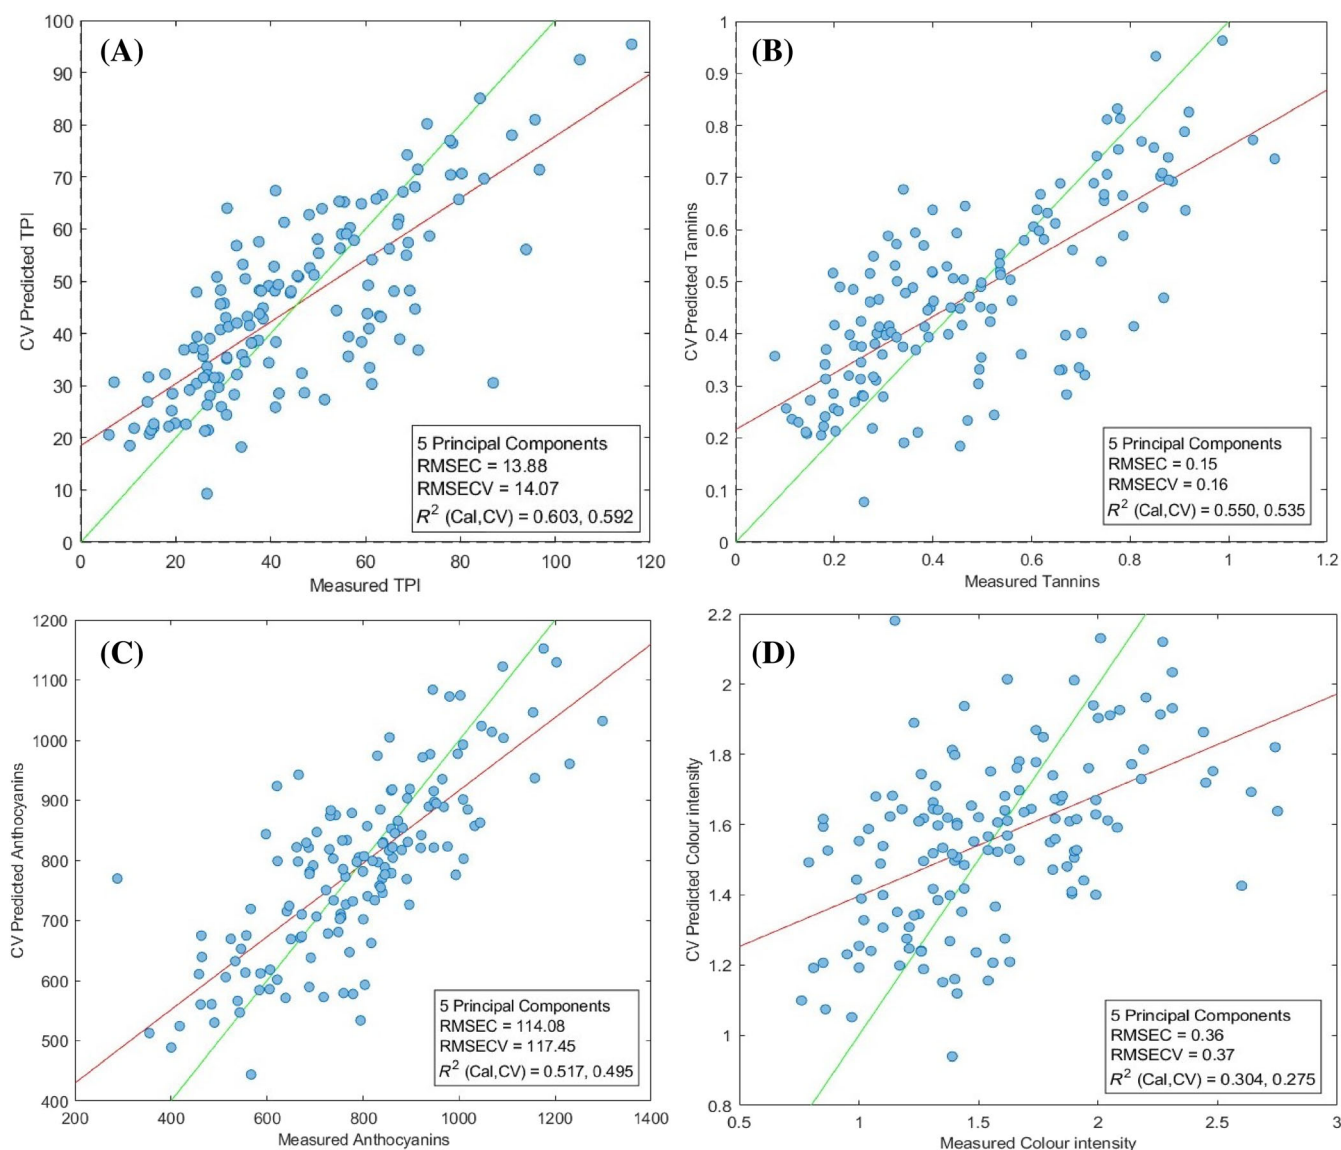 (A)
100
90
80
70
60
50
40
30
20
10
0
CV Predicted TPI
0 20 40 60 80 100 120
Measured TPI
5 Principal Components
RMSEC = 13.88
RMSECV = 14.07
R² (Cal,CV) = 0.603, 0.592
(B)
1
0.9
0.8
0.7
0.6
0.5
0.4
0.3
0.2
0.1
0
CV Predicted Tannins
0 0.2 0.4 0.6 0.8 1 1.2
Measured Tannins
5 Principal Components
RMSEC = 0.15
RMSECV = 0.16
R² (Cal,CV) = 0.550, 0.535
(C)
1200
1100
1000
900
800
700
600
500
400
CV Predicted Anthocyanins
200 400 600 800 1000 1200 1400
Measured Anthocyanins
5 Principal Components
RMSEC = 114.08
RMSECV = 117.45
R² (Cal,CV) = 0.517, 0.495
(D)
2.2
2
1.8
1.6
1.4
1.2
1
0.8
CV Predicted Colour intensity
0.5 1 1.5 2 2.5 3
Measured Colour intensity
5 Principal Components
RMSEC = 0.36
RMSECV = 0.37
R² (Cal,CV) = 0.304, 0.275